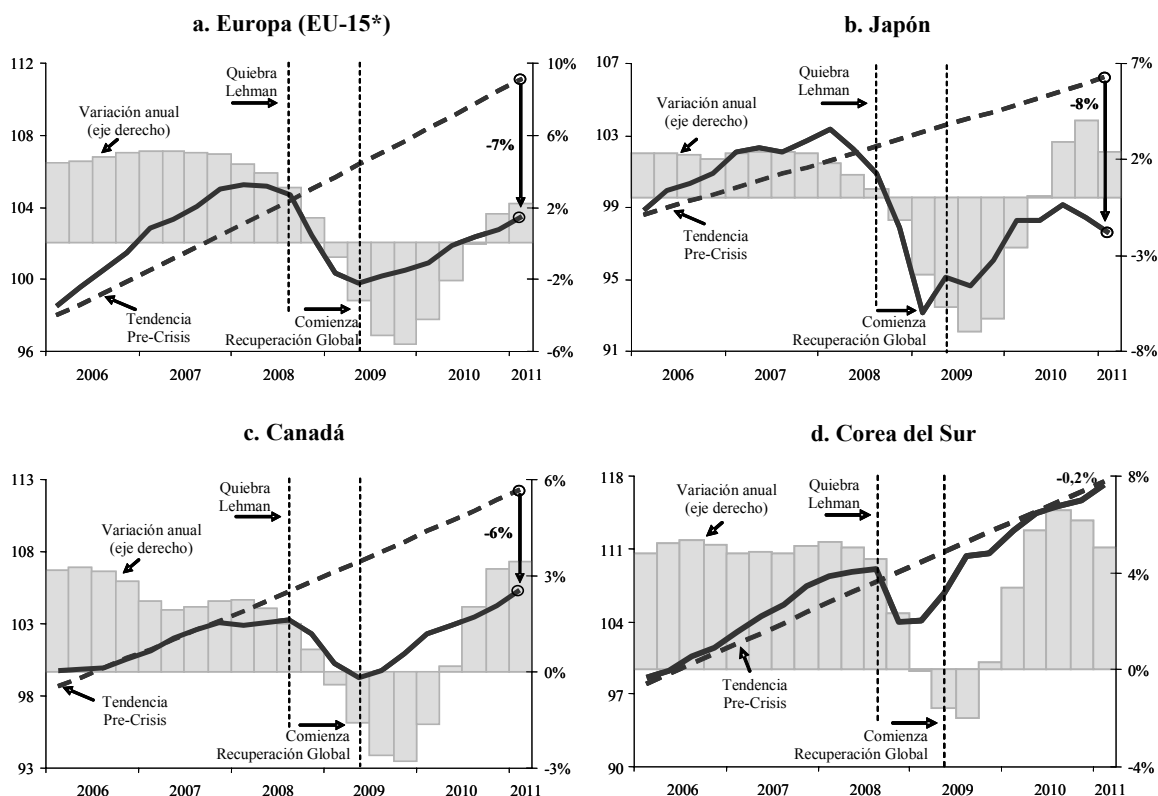 a. Europa (EU-15*)
112
108
104
100
96
10%
6%
2%
-2%
-6%
Quiebra
Lehman
Variación anual
(eje derecho)
-7%
Tendencia
Pre-Crisis
Comienza
Recuperación Global
2006 2007 2008 2009 2010 2011
b. Japón
107
103
99
95
91
7%
2%
-3%
-8%
Quiebra
Lehman
Variación anual
(eje derecho)
-8%
Tendencia
Pre-Crisis
Comienza
Recuperación Global
2006 2007 2008 2009 2010 2011
c. Canadá
113
108
103
98
93
6%
3%
0%
-3%
Quiebra
Lehman
Variación anual
(eje derecho)
-6%
Tendencia
Pre-Crisis
Comienza
Recuperación Global
2006 2007 2008 2009 2010 2011
d. Corea del Sur
118
111
104
97
90
8%
4%
0%
-4%
Quiebra
Lehman
Variación anual
(eje derecho)
-0,2%
Tendencia
Pre-Crisis
Comienza
Recuperación Global
2006 2007 2008 2009 2010 2011